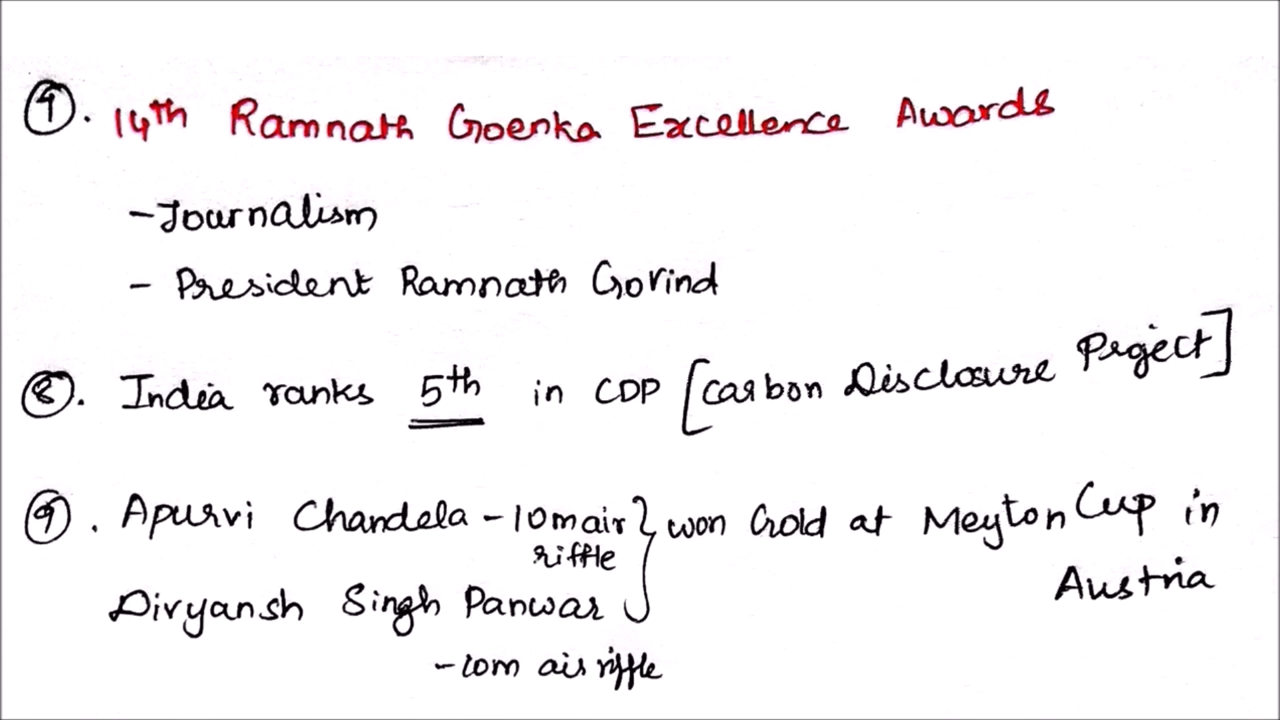 7. 14th Ramnath Goenka Excellence Awards
- Journalism
- President Ramnath Govind
8. India ranks 5th in CDP [Carbon Disclosure Project]
9. Apurvi Chandela - 10m air riffle } won Gold at Meyton Cup in Austria
Divyansh Singh Panwar
- 10m air riffle